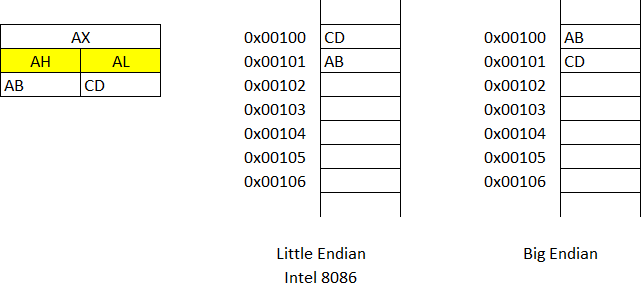 AX
AH AL
AB CD
0x00100 CD
0x00101 AB
0x00102
0x00103
0x00104
0x00105
0x00106
Little Endian
Intel 8086
0x00100 AB
0x00101 CD
0x00102
0x00103
0x00104
0x00105
0x00106
Big Endian